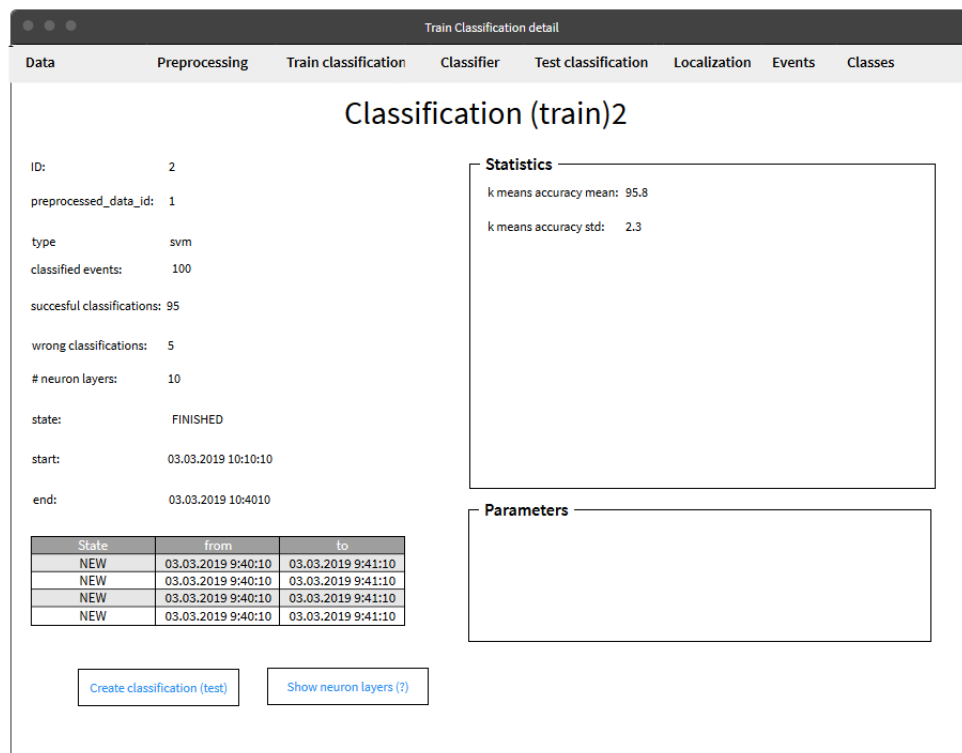 Train Classification detail
Data Preprocessing Train classification Classifier Test classification Localization Events Classes
Classification (train)2
ID: 2
preprocessed_data_id: 1
type svm
classified events: 100
succesful classifications: 95
wrong classifications: 5
# neuron layers: 10
state: FINISHED
start: 03.03.2019 10:10:10
end: 03.03.2019 10:4010
State from to
NEW 03.03.2019 9:40:10 03.03.2019 9:41:10
NEW 03.03.2019 9:40:10 03.03.2019 9:41:10
NEW 03.03.2019 9:40:10 03.03.2019 9:41:10
NEW 03.03.2019 9:40:10 03.03.2019 9:41:10
Create classification (test) Show neuron layers (?)
Statistics
k means accuracy mean: 95.8
k means accuracy std: 2.3
Parameters